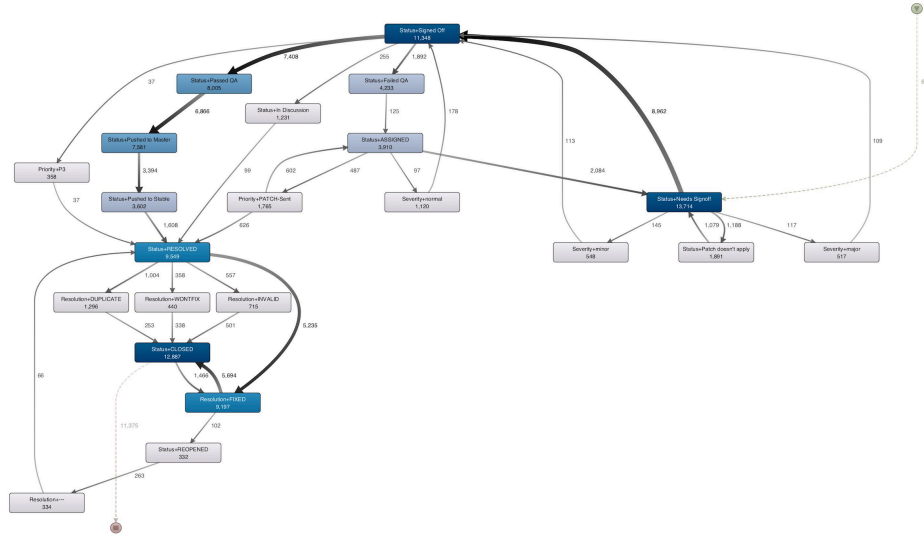 Status+Signed Off
11,348
7,408
255
1,892
37
Status+Passed QA
8,005
Status+Failed QA
4,233
Status+In Discussion
1,231
6,866
125
178
8,962
113
109
Status+Pushed to Master
7,581
Status+ASSIGNED
3,910
Priority+P3
358
3,394
99
602
487
97
2,084
37
Status+Pushed to Stable
3,602
Priority+PATCH-Sent
1,765
Severity+normal
1,120
Status+Needs Signoff
13,714
1,608
626
145
1,079
1,188
117
Status+RESOLVED
9,549
Severity+minor
548
Status+Patch doesn't apply
1,891
Severity+major
517
1,004
358
557
Resolution+DUPLICATE
1,296
Resolution+WONTFIX
440
Resolution+INVALID
715
253
338
501
5,235
Status+CLOSED
12,887
66
1,466
5,694
Resolution+FIXED
9,197
11,375
102
Status+REOPENED
332
263
Resolution+---
334